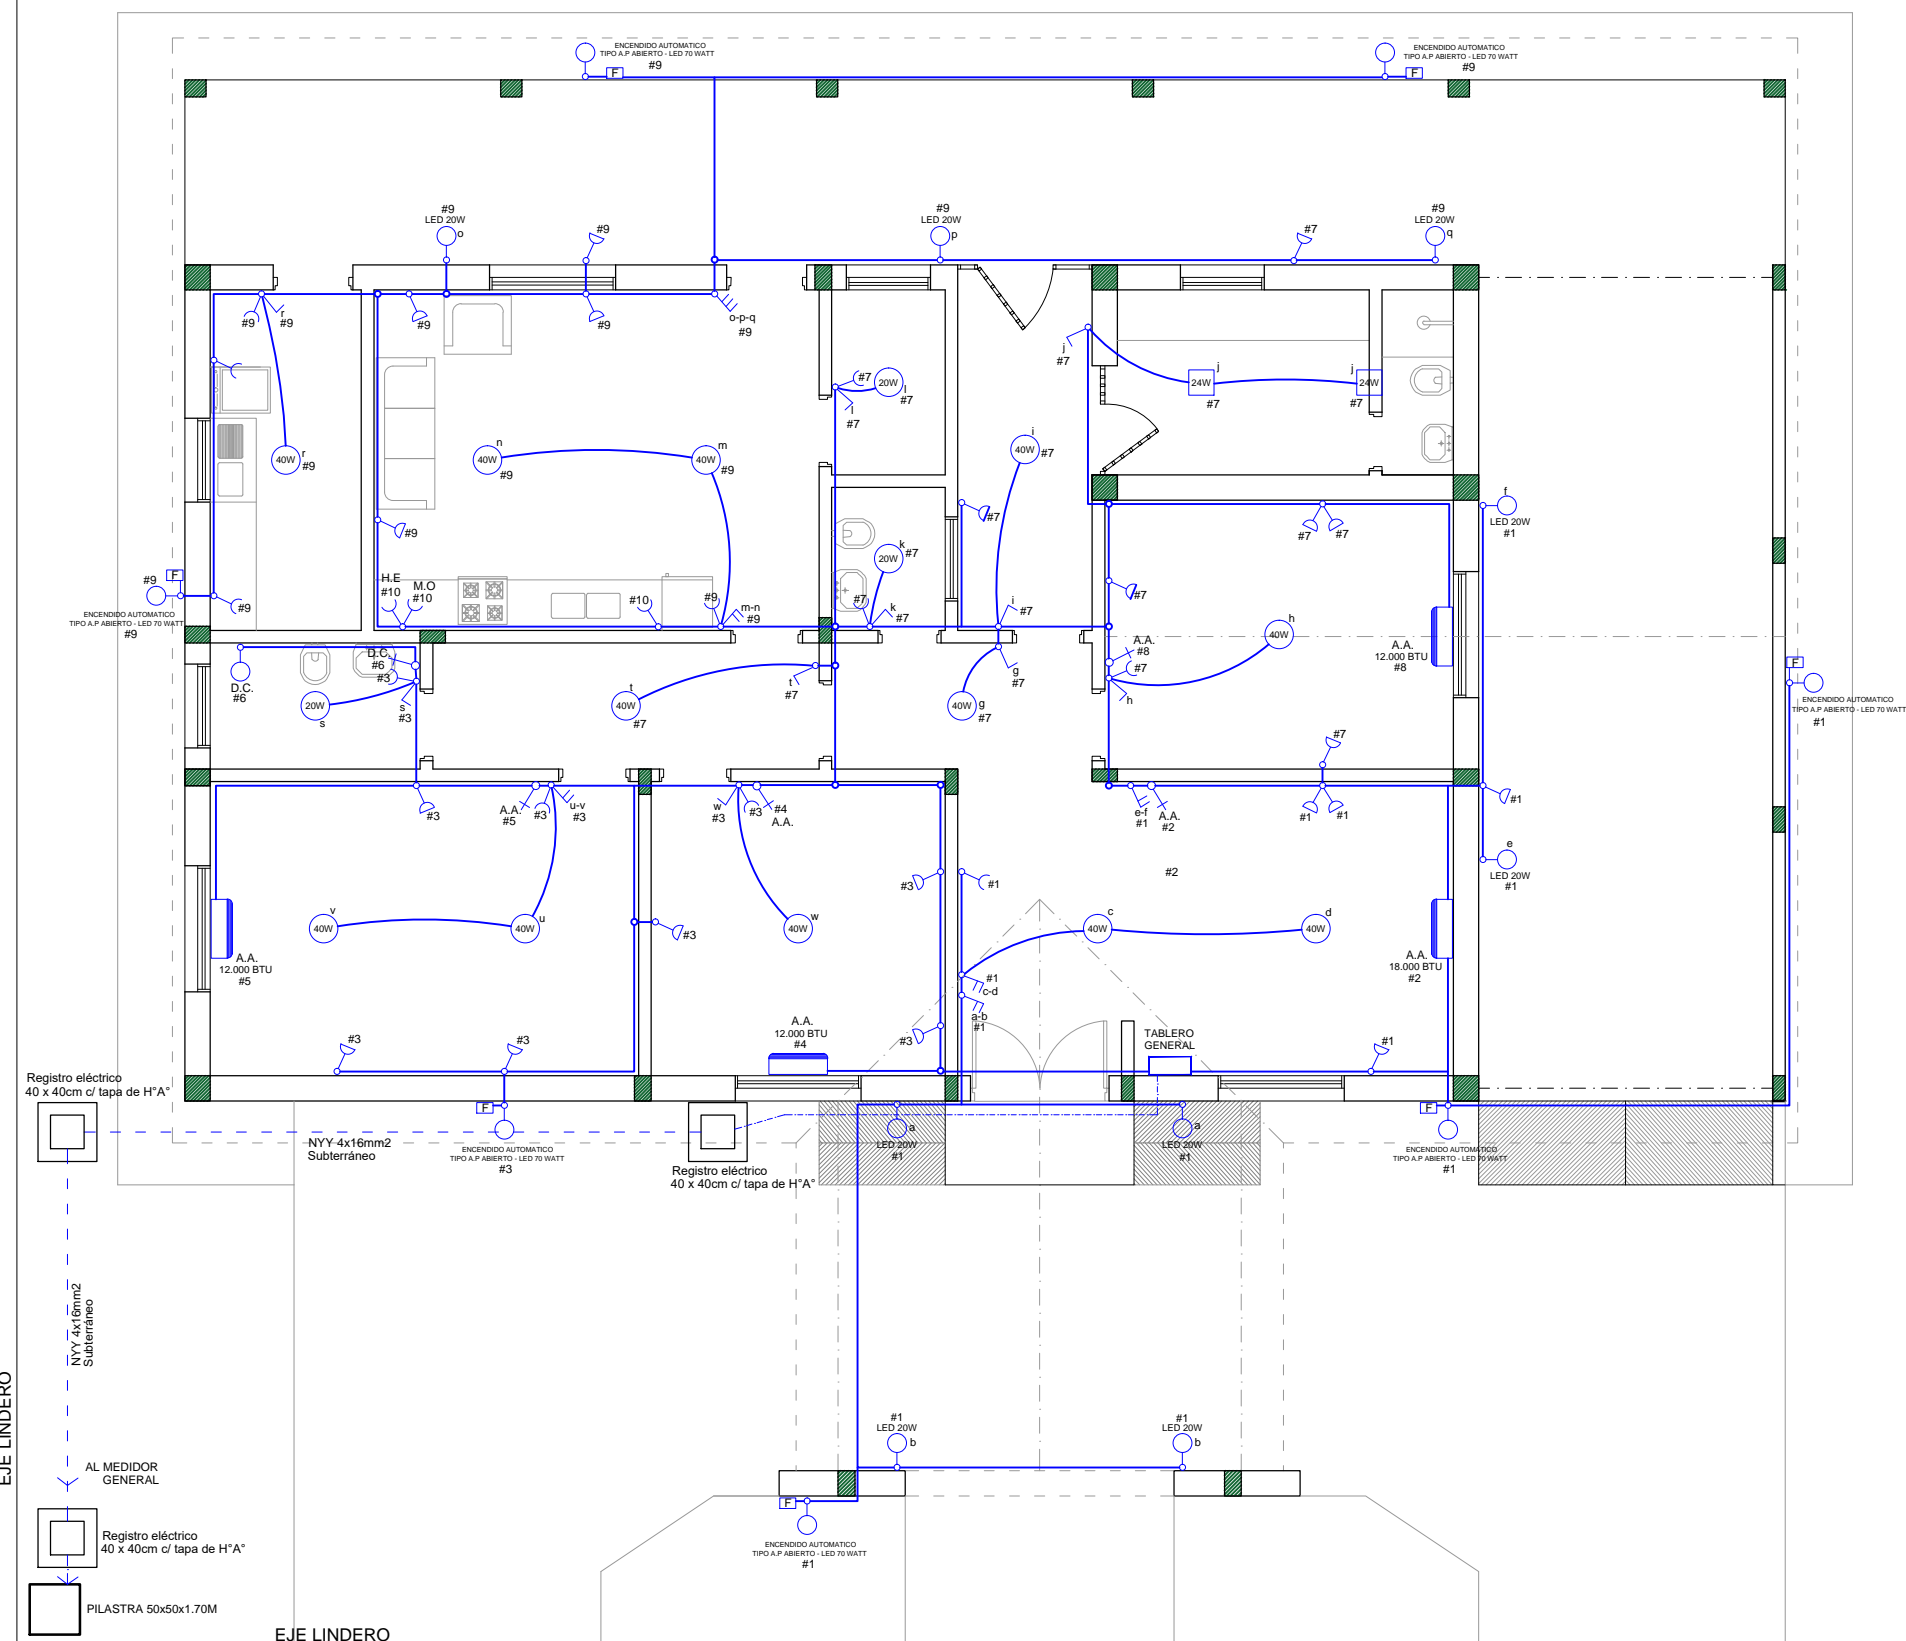 ENCENDIDO AUTOMATICO
TIPO A.P ABIERTO - LED 70 WATT
#9
F
ENCENDIDO AUTOMATICO
TIPO A.P ABIERTO - LED 70 WATT
#9
F
#9
LED 20W
o
#9
#9
LED 20W
p
#7
#9
LED 20W
q
#9
r
#9
#9
#9
o-p-q
#9
j
#7
j
24W
#7
j
24W
#7
#7
l
#7
20W
l
#7
40W
r
#9
n
40W
#9
m
40W
#9
i
40W
#7
#9
#7
k
20W
#7
#7
#7
f
LED 20W
#1
#9
F
ENCENDIDO AUTOMATICO
TIPO A.P ABIERTO - LED 70 WATT
#9
#9
H.E
#10
M.O
#10
#10
#9
m-n
#9
#7
k
#7
i
#7
#7
h
40W
A.A.
#8
#7
h
A.A.
12.000 BTU
#8
D.C.
#6
D.C.
#6
#3
s
#3
20W
s
t
40W
#7
t
#7
g
40W
#7
g
#7
F
ENCENDIDO AUTOMATICO
TIPO A.P ABIERTO - LED 70 WATT
#1
#7
#3
A.A.
#5
#3
u-v
#3
w
#3
#3
#4
A.A.
e-f
#1
A.A.
#2
#1
#1
#1
e
LED 20W
#1
#2
#3
#1
v
40W
u
40W
#3
w
40W
c
40W
d
40W
A.A.
12.000 BTU
#5
A.A.
18.000 BTU
#2
#1
c-d
a-b
#1
A.A.
12.000 BTU
#4
#3
TABLERO
GENERAL
#1
#3
#3
Registro eléctrico
40 x 40cm c/ tapa de H°A°
F
NYY 4x16mm2
Subterráneo
ENCENDIDO AUTOMATICO
TIPO A.P ABIERTO - LED 70 WATT
#3
Registro eléctrico
40 x 40cm c/ tapa de H°A°
a
LED 20W
#1
a
LED 20W
#1
F
ENCENDIDO AUTOMATICO
TIPO A.P ABIERTO - LED 70 WATT
#1
NYY 4x16mm2
Subterráneo
EJE LINDERO
AL MEDIDOR
GENERAL
#1
LED 20W
b
#1
LED 20W
b
F
ENCENDIDO AUTOMATICO
TIPO A.P ABIERTO - LED 70 WATT
#1
Registro eléctrico
40 x 40cm c/ tapa de H°A°
PILASTRA 50x50x1.70M
EJE LINDERO